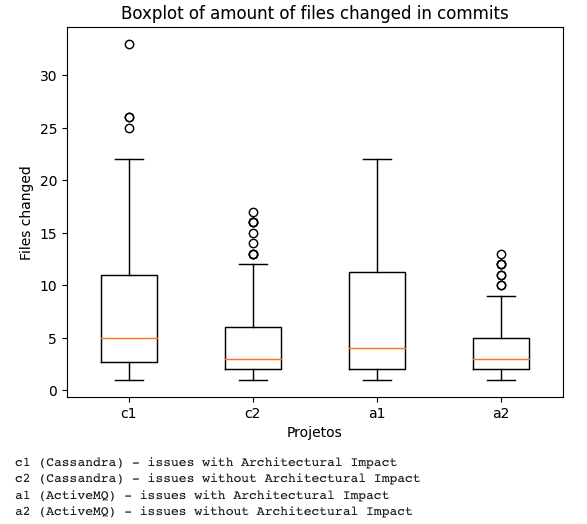 Boxplot of amount of files changed in commits
Files changed
30
25
20
15
10
5
0
c1 c2 a1 a2
Projetos
c1 (Cassandra) - issues with Architectural Impact
c2 (Cassandra) - issues without Architectural Impact
a1 (ActiveMQ) - issues with Architectural Impact
a2 (ActiveMQ) - issues without Architectural Impact